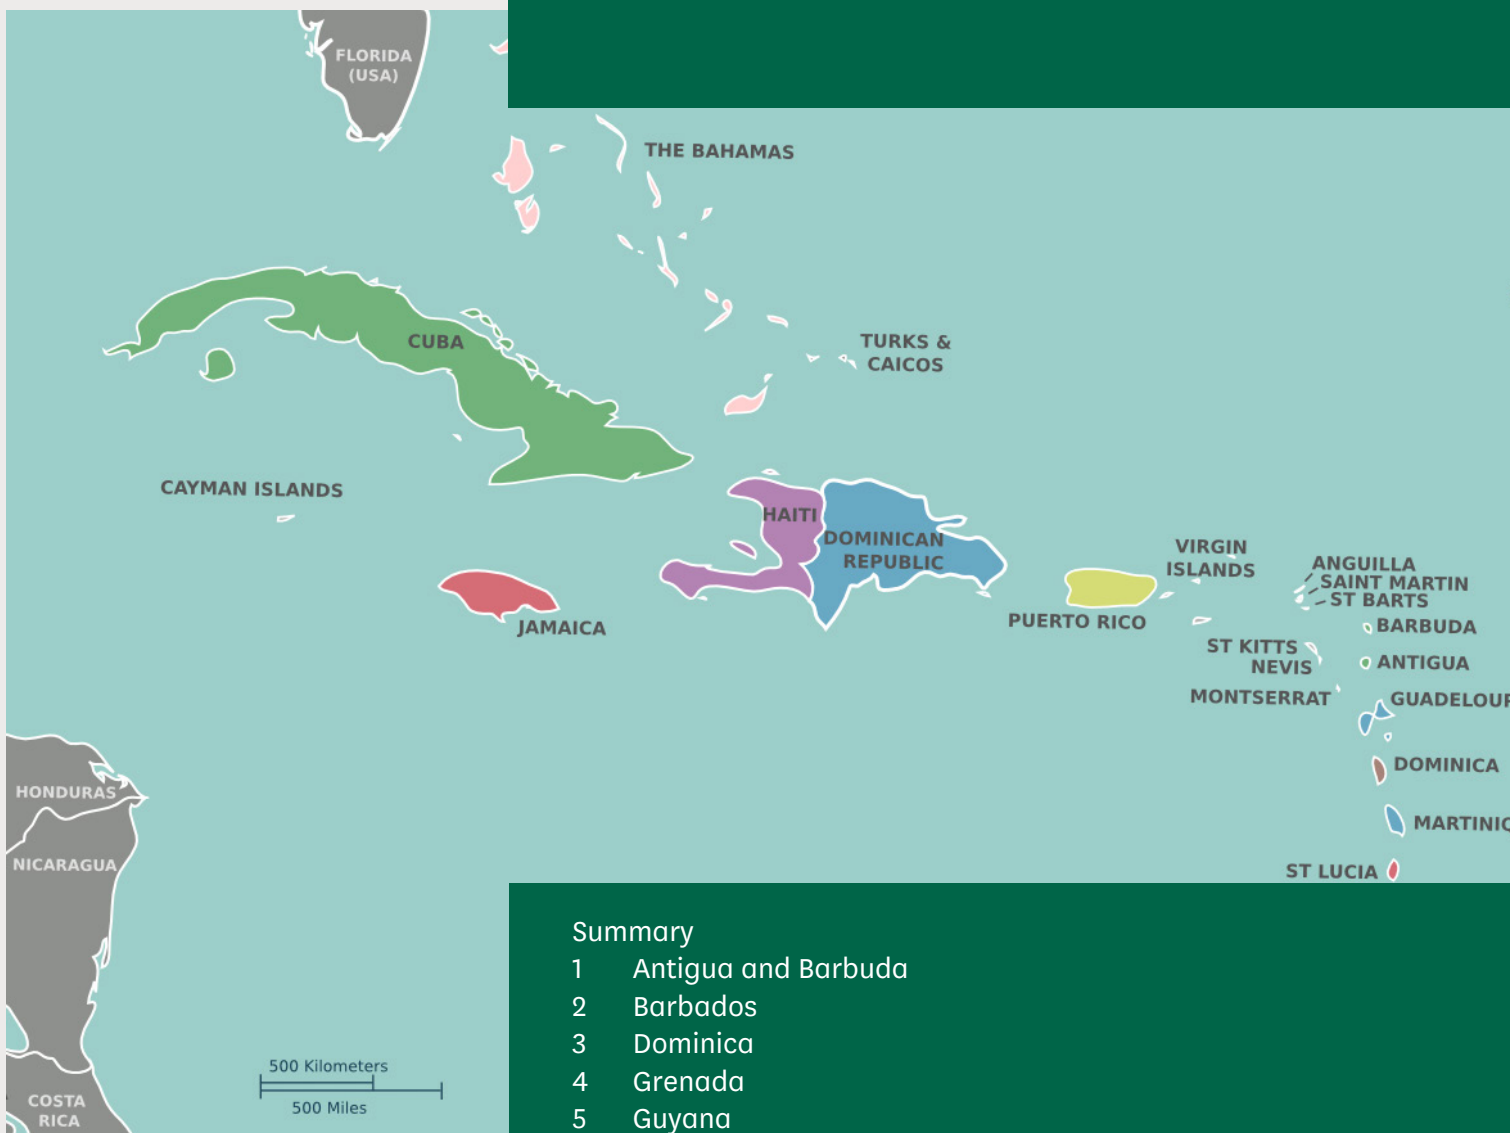 FLORIDA
(USA)
THE BAHAMAS
CUBA
TURKS &
CAICOS
CAYMAN ISLANDS
HAITI
DOMINICAN
REPUBLIC
JAMAICA
PUERTO RICO
VIRGIN
ISLANDS
ANGUILLA
SAINT MARTIN
ST BARTS
BARBUDA
ST KITTS
NEVIS
ANTIGUA
MONTSERRAT
GUADELOUP
DOMINICA
MARTINIQ
ST LUCIA
HONDURAS
NICARAGUA
COSTA
RICA
500 Kilometers
500 Miles
Summary
1 Antigua and Barbuda
2 Barbados
3 Dominica
4 Grenada
5 Guyana